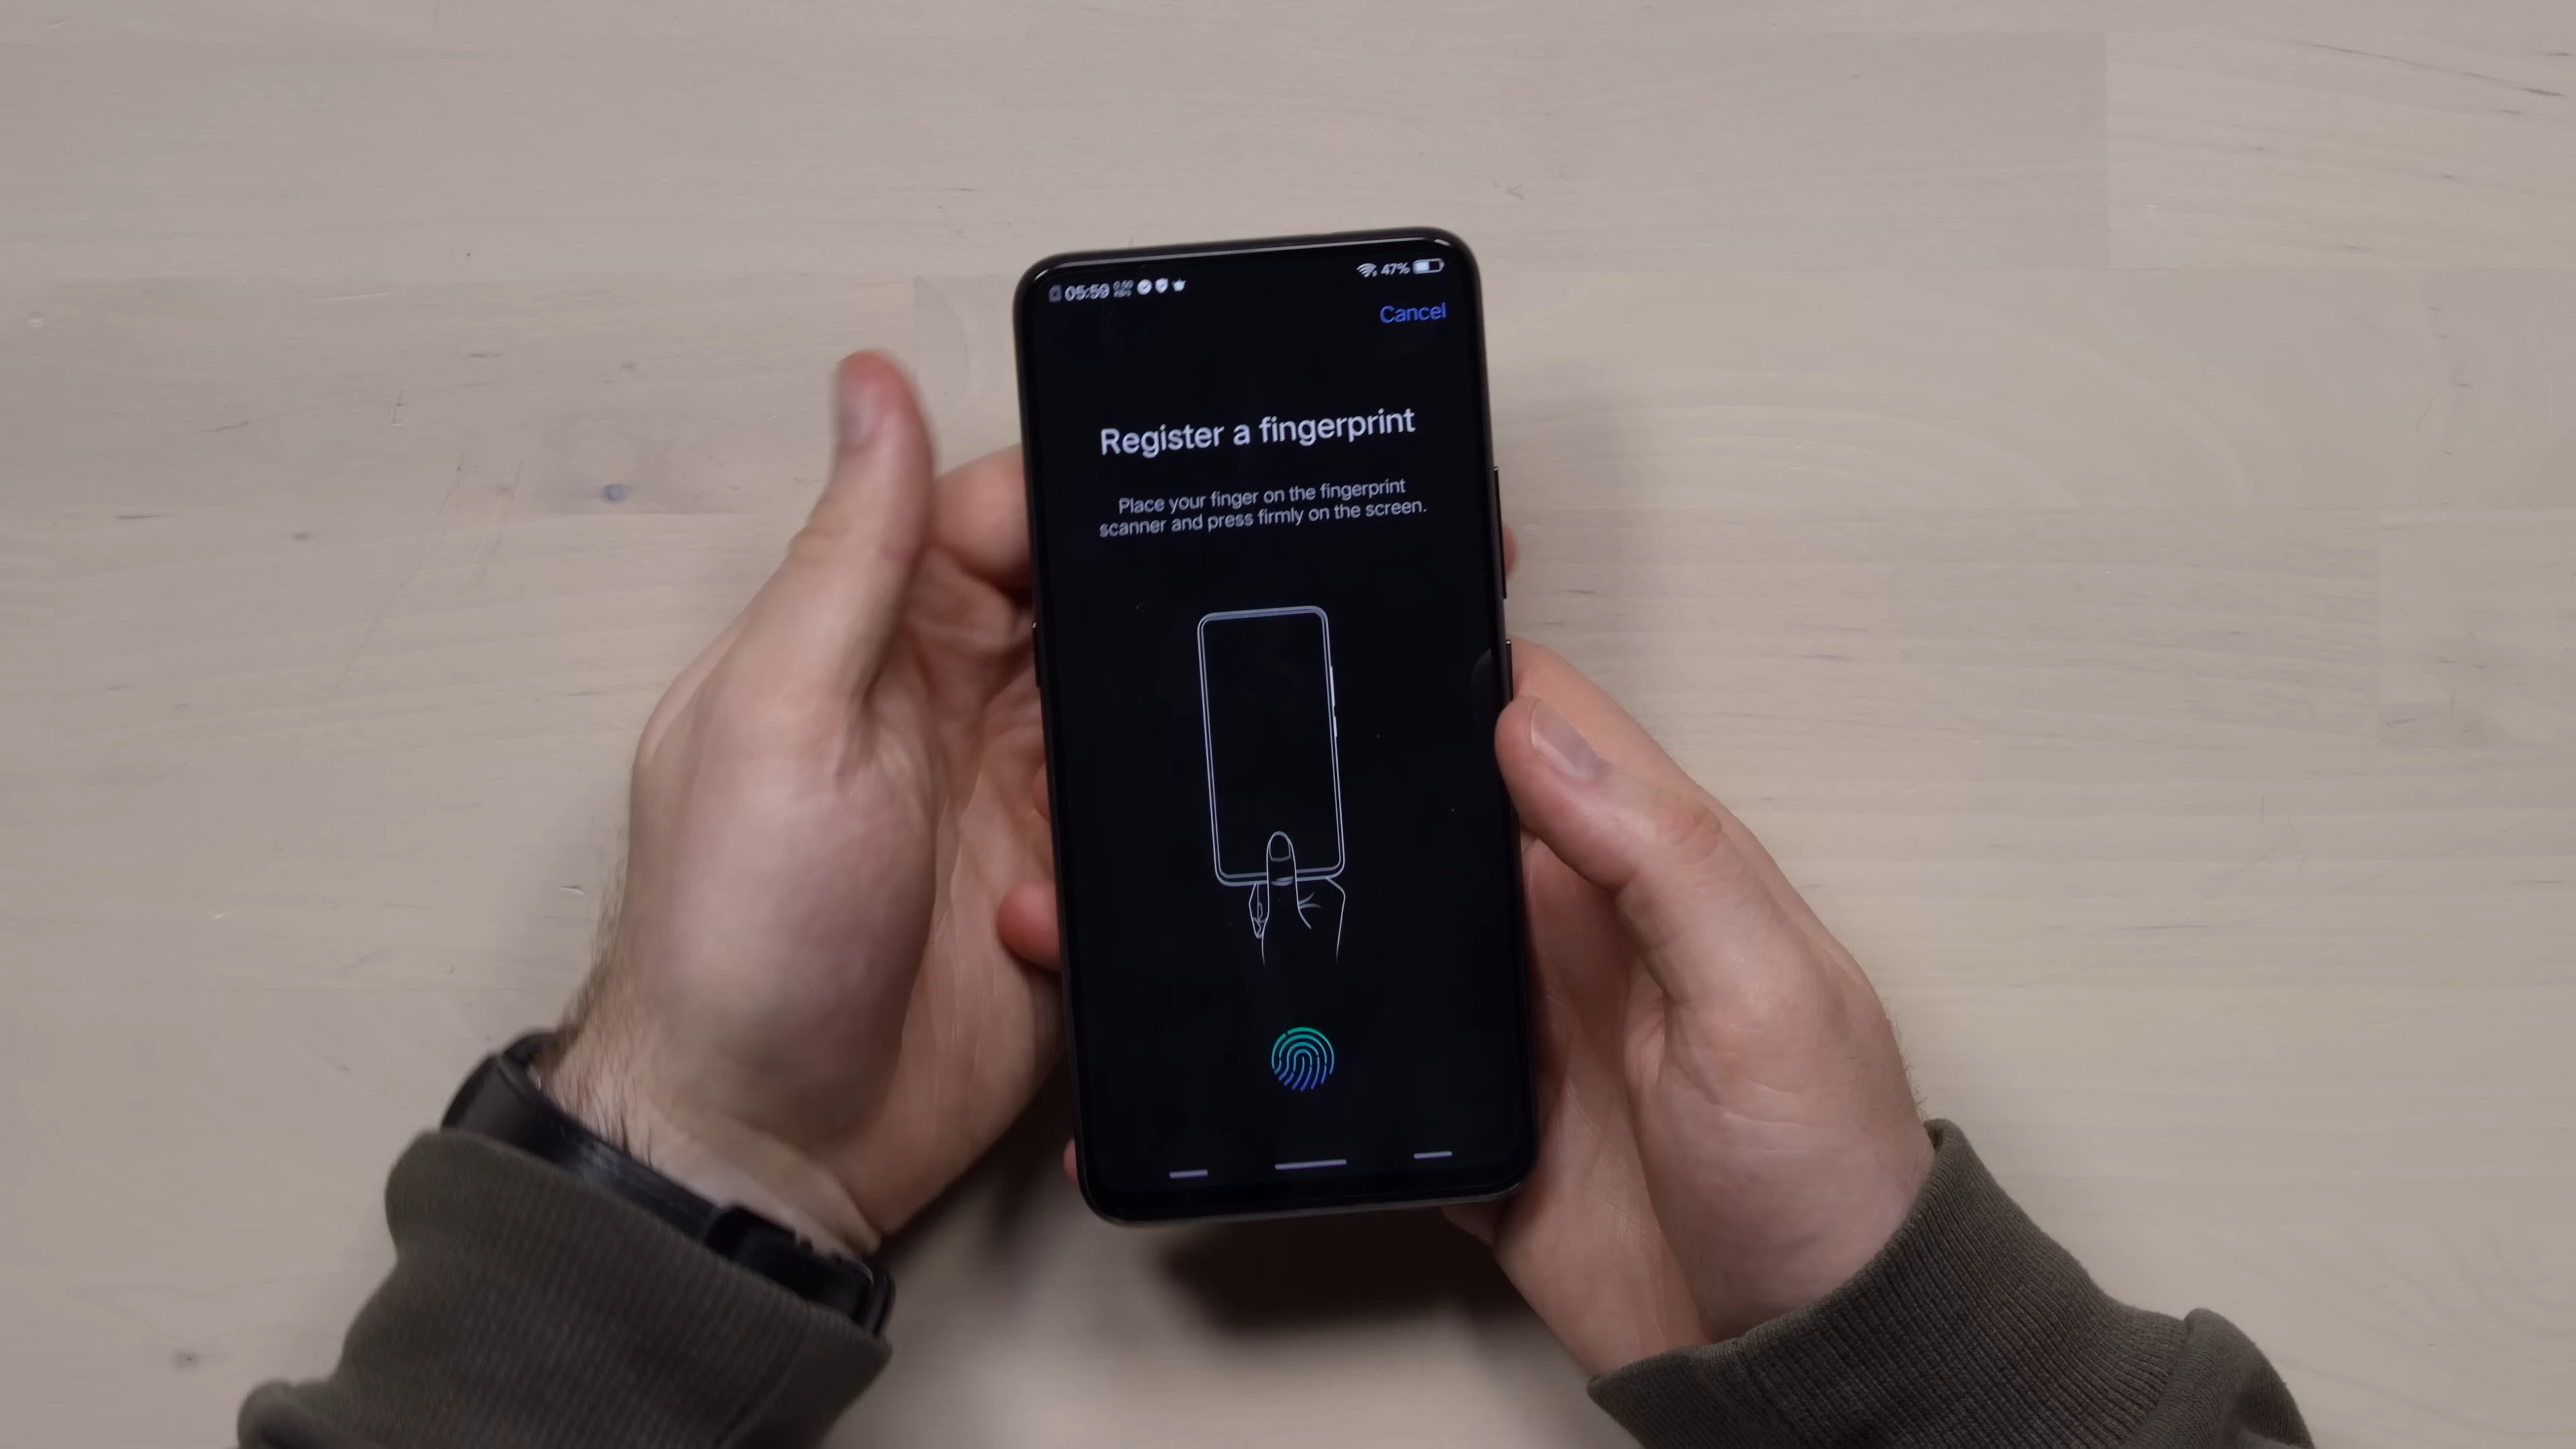 05:59
47%
Cancel
Register a fingerprint
Place your finger on the fingerprint
scanner and press firmly on the screen.